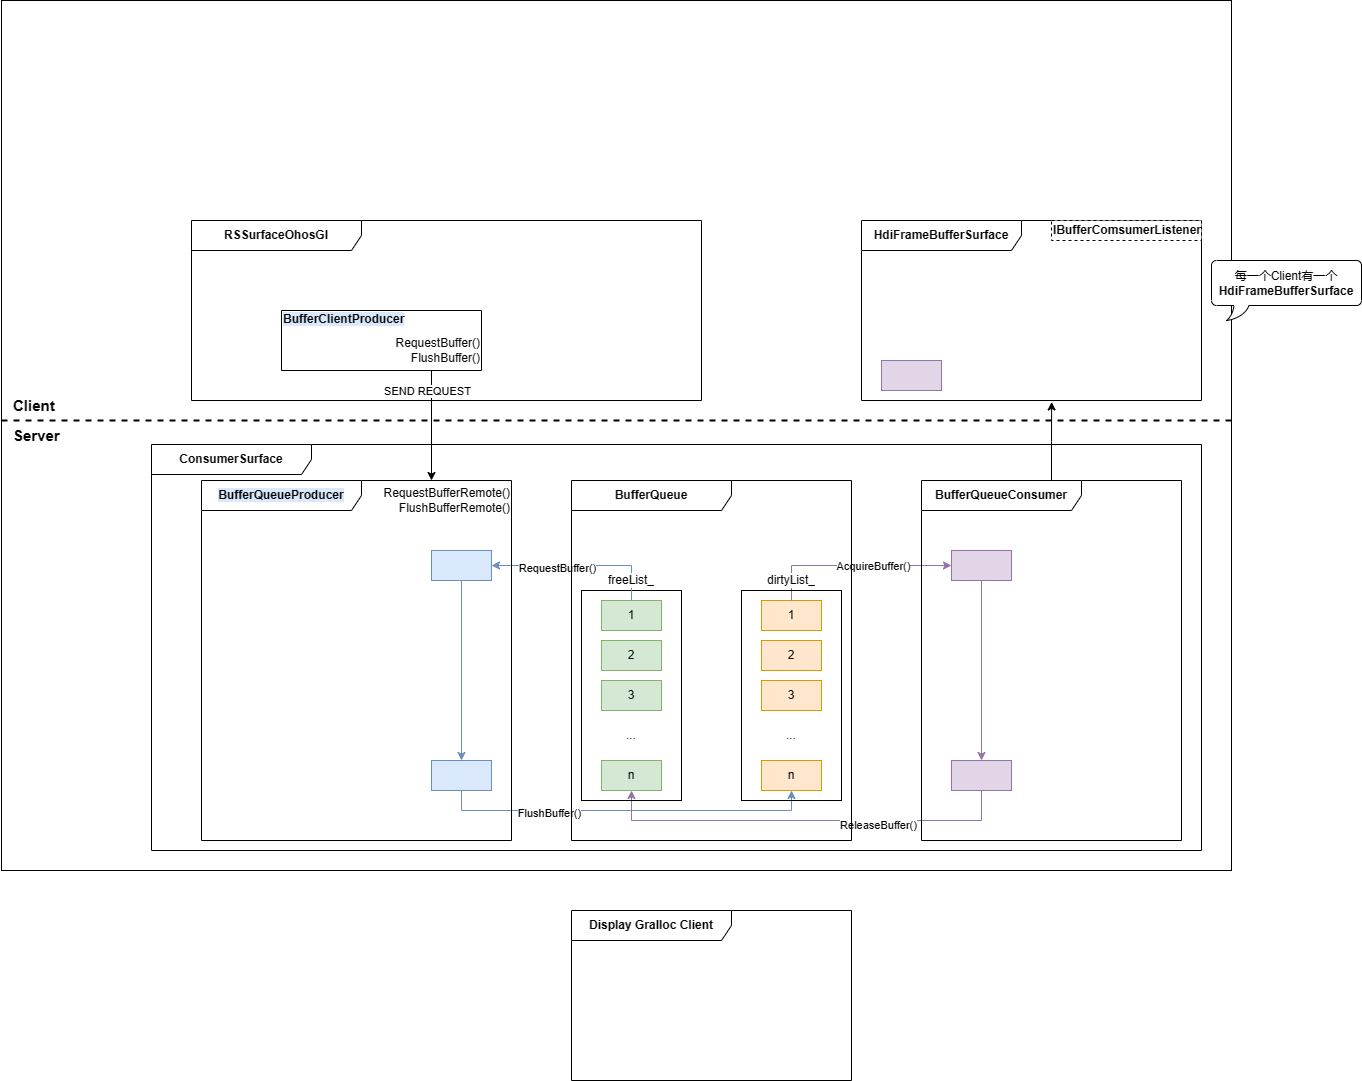 RSSurfaceOhosGl
HdiFrameBufferSurface
IBufferComsumerListener
每一个Client有一个
HdiFrameBufferSurface
BufferClientProducer
RequestBuffer()
FlushBuffer()
SEND REQUEST
Client
Server
ConsumerSurface
BufferQueueProducer
RequestBufferRemote()
FlushBufferRemote()
BufferQueue
BufferQueueConsumer
RequestBuffer()
AcquireBuffer()
freeList_
dirtyList_
1
2
3
...
n
1
2
3
...
n
FlushBuffer()
ReleaseBuffer()
Display Gralloc Client